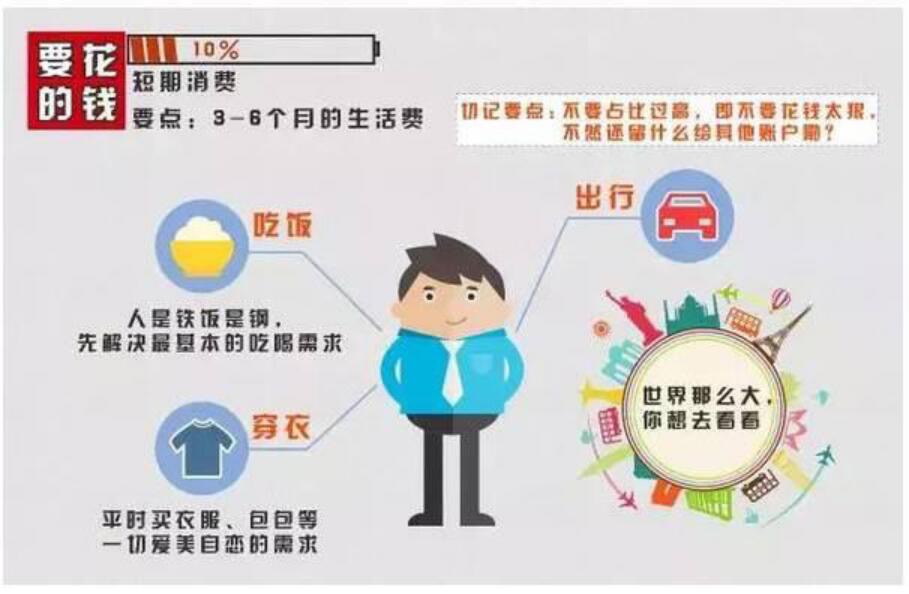 要花
的钱
10%
短期消费
要点：3-6个月的生活费
切记要点：不要占比过高，即不要花钱太狠，
不然还留什么给其他账户嘞？
吃饭
人是铁饭是钢，
先解决最基本的吃喝需求
出行
世界那么大，
你想去看看
穿衣
平时买衣服、包包等
一切爱美自恋的需求